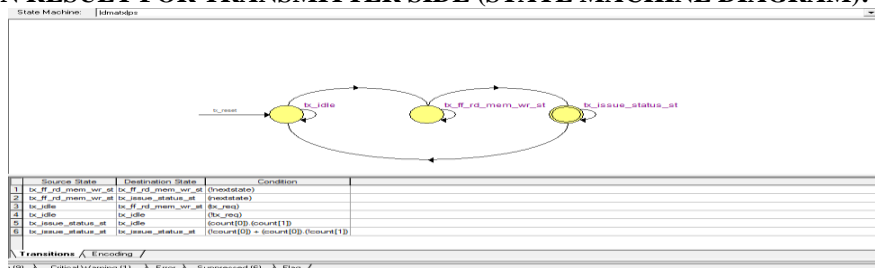 N RESULT FOR TRANSMITTER SIDE (STATE MACHINE DIAGRAM):
State Machine: |dmatxlps
tx_reset
tx_idle
tx_ff_rd_mem_wr_st
tx_issue_status_st
Source State Destination State Condition
1 tx_ff_rd_mem_wr_st tx_ff_rd_mem_wr_st (!nextstate)
2 tx_ff_rd_mem_wr_st tx_issue_status_st (nextstate)
3 tx_idle tx_ff_rd_mem_wr_st (tx_req)
4 tx_idle tx_idle (!tx_req)
5 tx_issue_status_st tx_idle (count[0]).(count[1])
6 tx_issue_status_st tx_issue_status_st (!count[0]) + (count[0]).(!count[1])
Transitions / Encoding /
Critical Warning (1) Error Suppressed (6) Flag